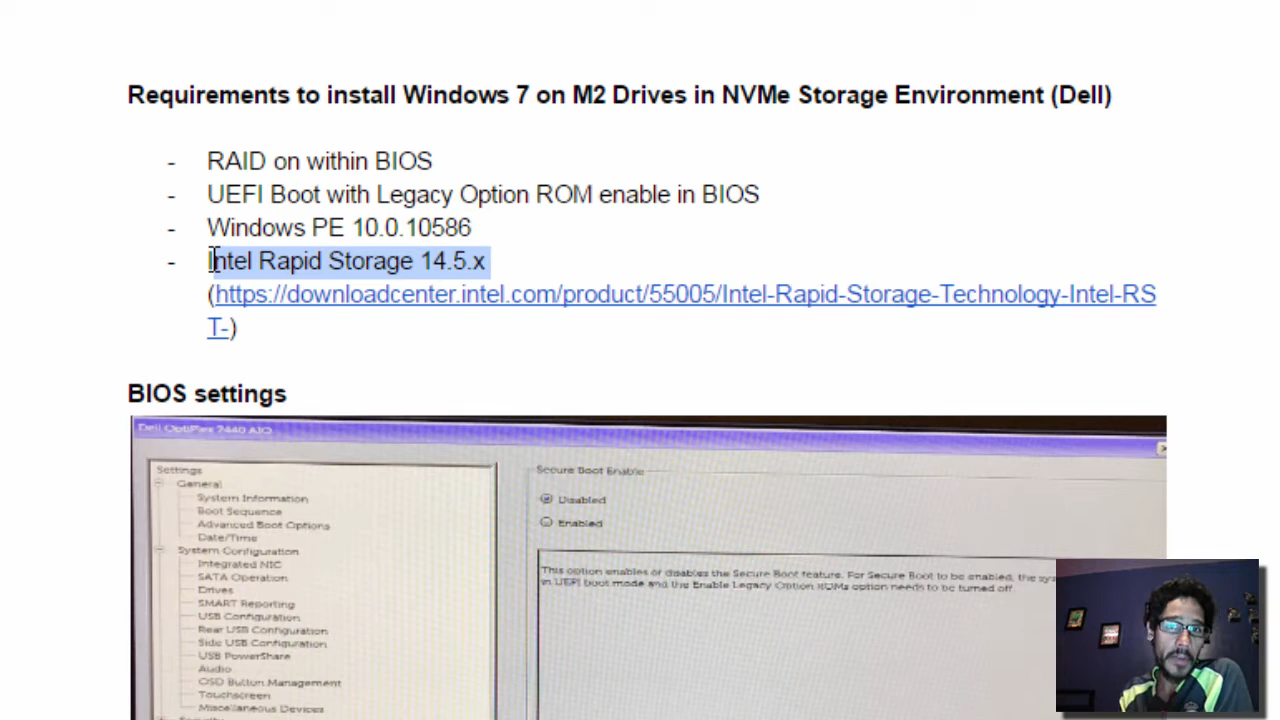 Requirements to install Windows 7 on M2 Drives in NVMe Storage Environment (Dell)
- RAID on within BIOS
- UEFI Boot with Legacy Option ROM enable in BIOS
- Windows PE 10.0.10586
- Intel Rapid Storage 14.5.x
(https://downloadcenter.intel.com/product/55005/Intel-Rapid-Storage-Technology-Intel-RS
T-)
BIOS settings
Dell OptiPlex 7440 AIO
Settings
General
System Information
Boot Sequence
Advanced Boot Options
Date/Time
System Configuration
Integrated NIC
SATA Operation
Drives
SMART Reporting
USB Configuration
Rear USB Configuration
Side USB Configuration
USB PowerShare
Audio
OSD Button Management
Touchscreen
Miscellaneous Devices
Secure Boot Enable
Disabled
Enabled
This option enables or disables the Secure Boot feature. For Secure Boot to be enabled, the
in UEFI boot mode and the Enable Legacy Option ROMs option needs to be turned off.